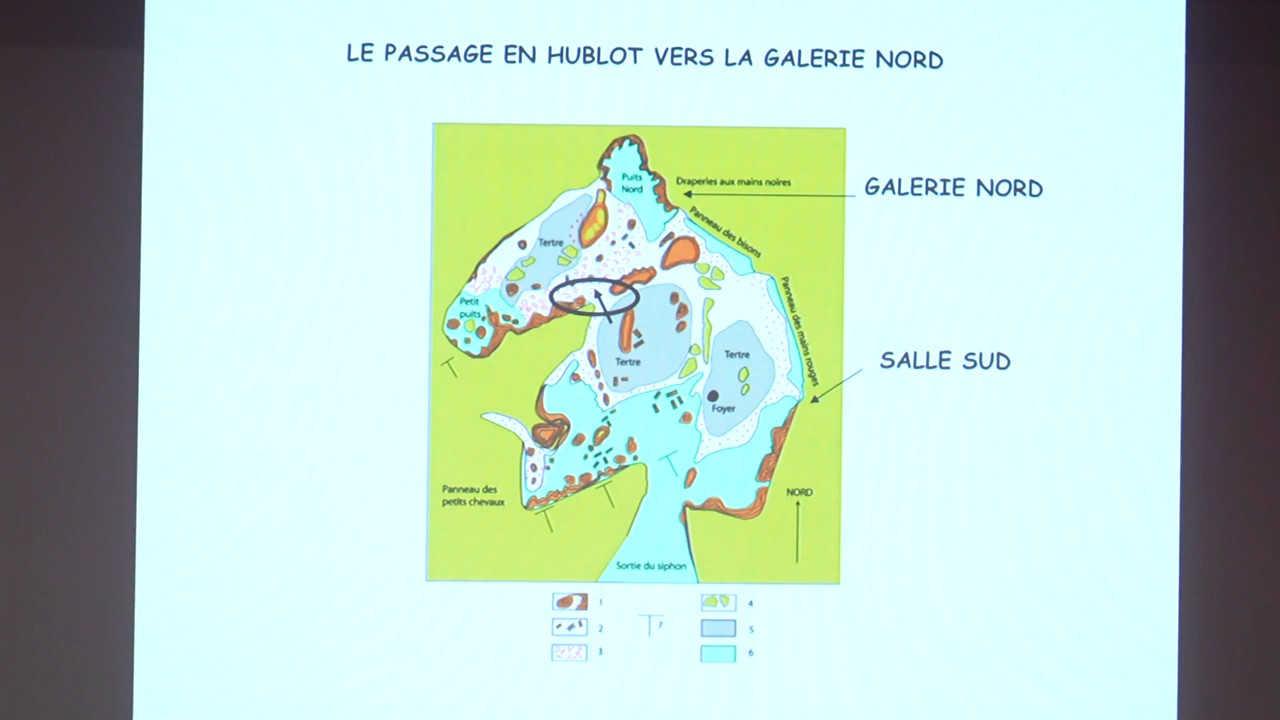 LE PASSAGE EN HUBLOT VERS LA GALERIE NORD
Puits
Nord
Draperies aux mains noires
GALERIE NORD
Panneau des bisons
Tertre
Panneau des mains rouges
Petit
puits
Tertre
Tertre
SALLE SUD
Foyer
Panneau des
petits chevaux
NORD
Sortie du siphon
1
4
2
7
5
3
6